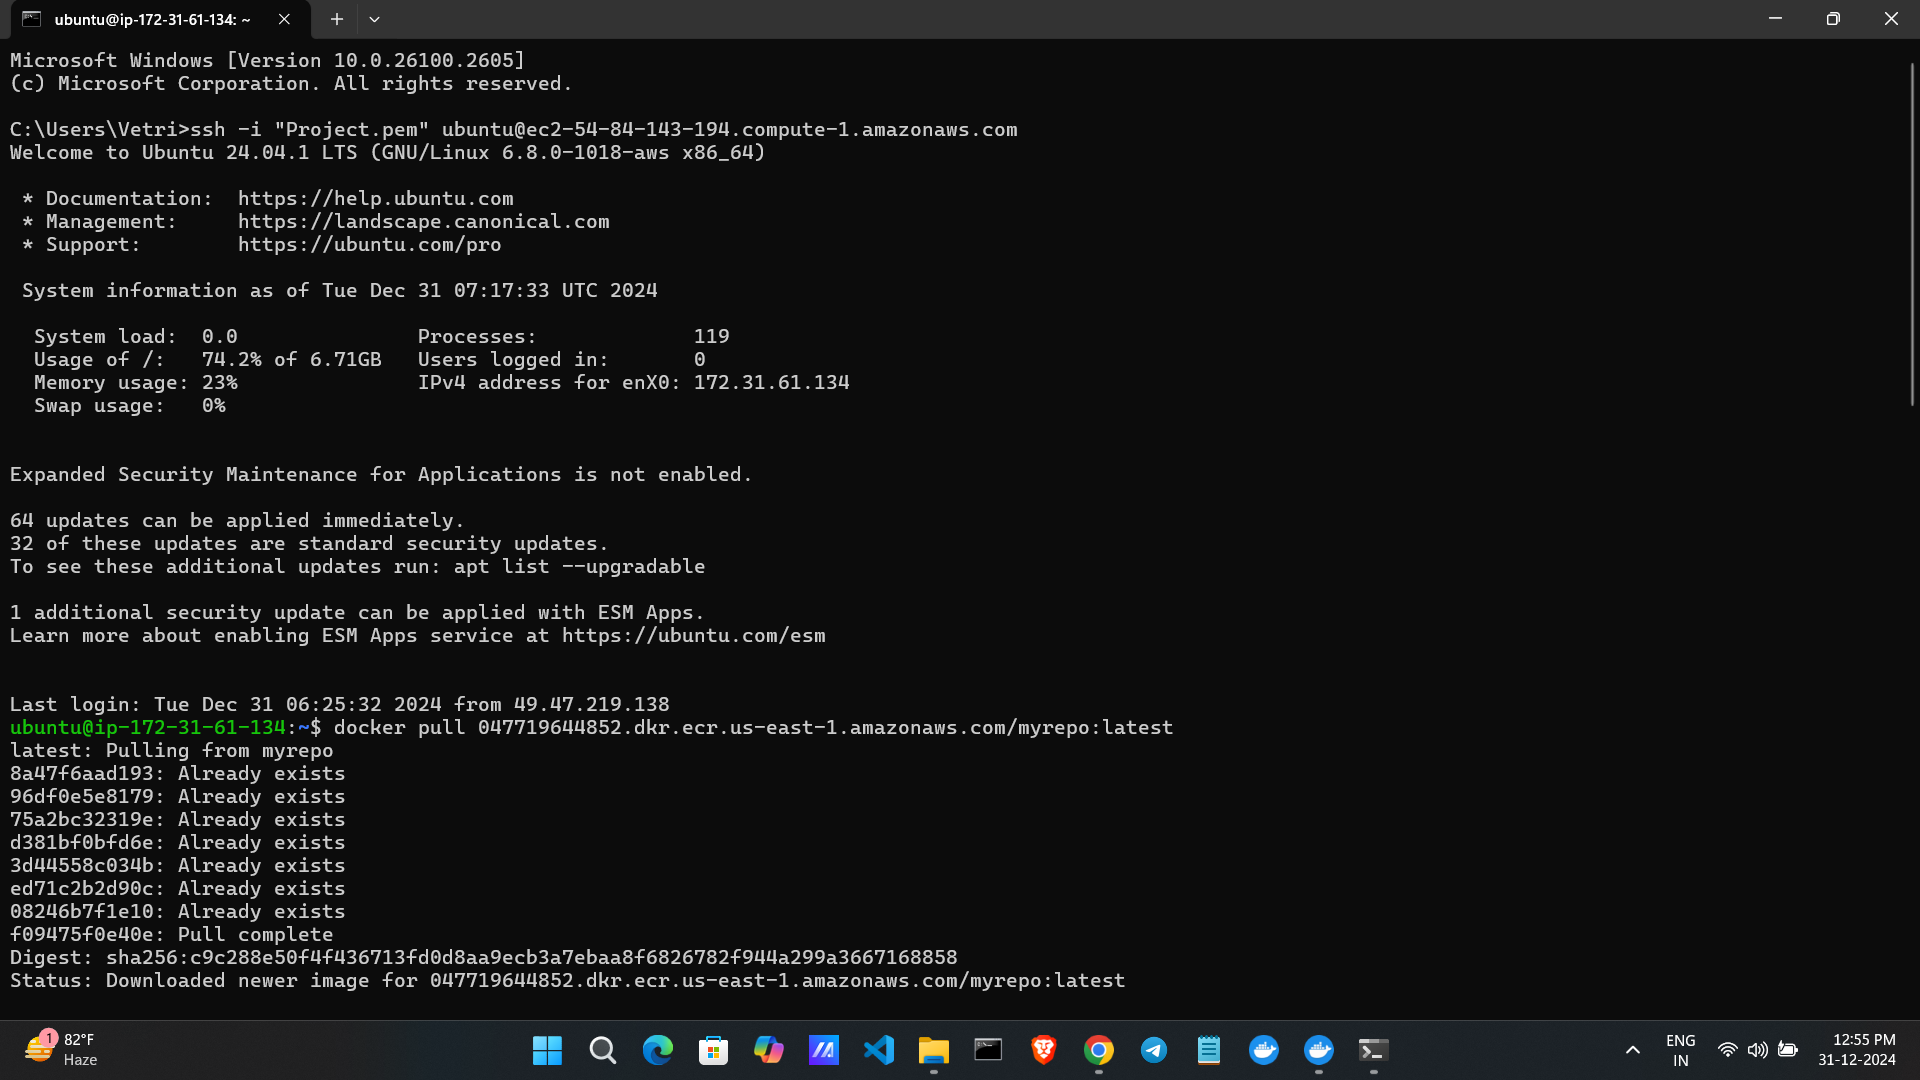 ubuntu@ip-172-31-61-134: ~
Microsoft Windows [Version 10.0.26100.2605]
(c) Microsoft Corporation. All rights reserved.
C:\Users\Vetri>ssh -i "Project.pem" ubuntu@ec2-54-84-143-194.compute-1.amazonaws.com
Welcome to Ubuntu 24.04.1 LTS (GNU/Linux 6.8.0-1018-aws x86_64)
* Documentation:  https://help.ubuntu.com
* Management:     https://landscape.canonical.com
* Support:        https://ubuntu.com/pro
System information as of Tue Dec 31 07:17:33 UTC 2024
System load:  0.0               Processes:             119
Usage of /:   74.2% of 6.71GB   Users logged in:       0
Memory usage: 23%               IPv4 address for enX0: 172.31.61.134
Swap usage:   0%
Expanded Security Maintenance for Applications is not enabled.
64 updates can be applied immediately.
32 of these updates are standard security updates.
To see these additional updates run: apt list --upgradable
1 additional security update can be applied with ESM Apps.
Learn more about enabling ESM Apps service at https://ubuntu.com/esm
Last login: Tue Dec 31 06:25:32 2024 from 49.47.219.138
ubuntu@ip-172-31-61-134:~$ docker pull 047719644852.dkr.ecr.us-east-1.amazonaws.com/myrepo:latest
latest: Pulling from myrepo
8a47f6aad193: Already exists
96df0e5e8179: Already exists
75a2bc32319e: Already exists
d381bf0bfd6e: Already exists
3d44558c034b: Already exists
ed71c2b2d90c: Already exists
08246b7f1e10: Already exists
f09475f0e40e: Pull complete
Digest: sha256:c9c288e50f4f436713fd0d8aa9ecb3a7ebaa8f6826782f944a299a3667168858
Status: Downloaded newer image for 047719644852.dkr.ecr.us-east-1.amazonaws.com/myrepo:latest
1
82°F
Haze
ENG
IN
12:55 PM
31-12-2024